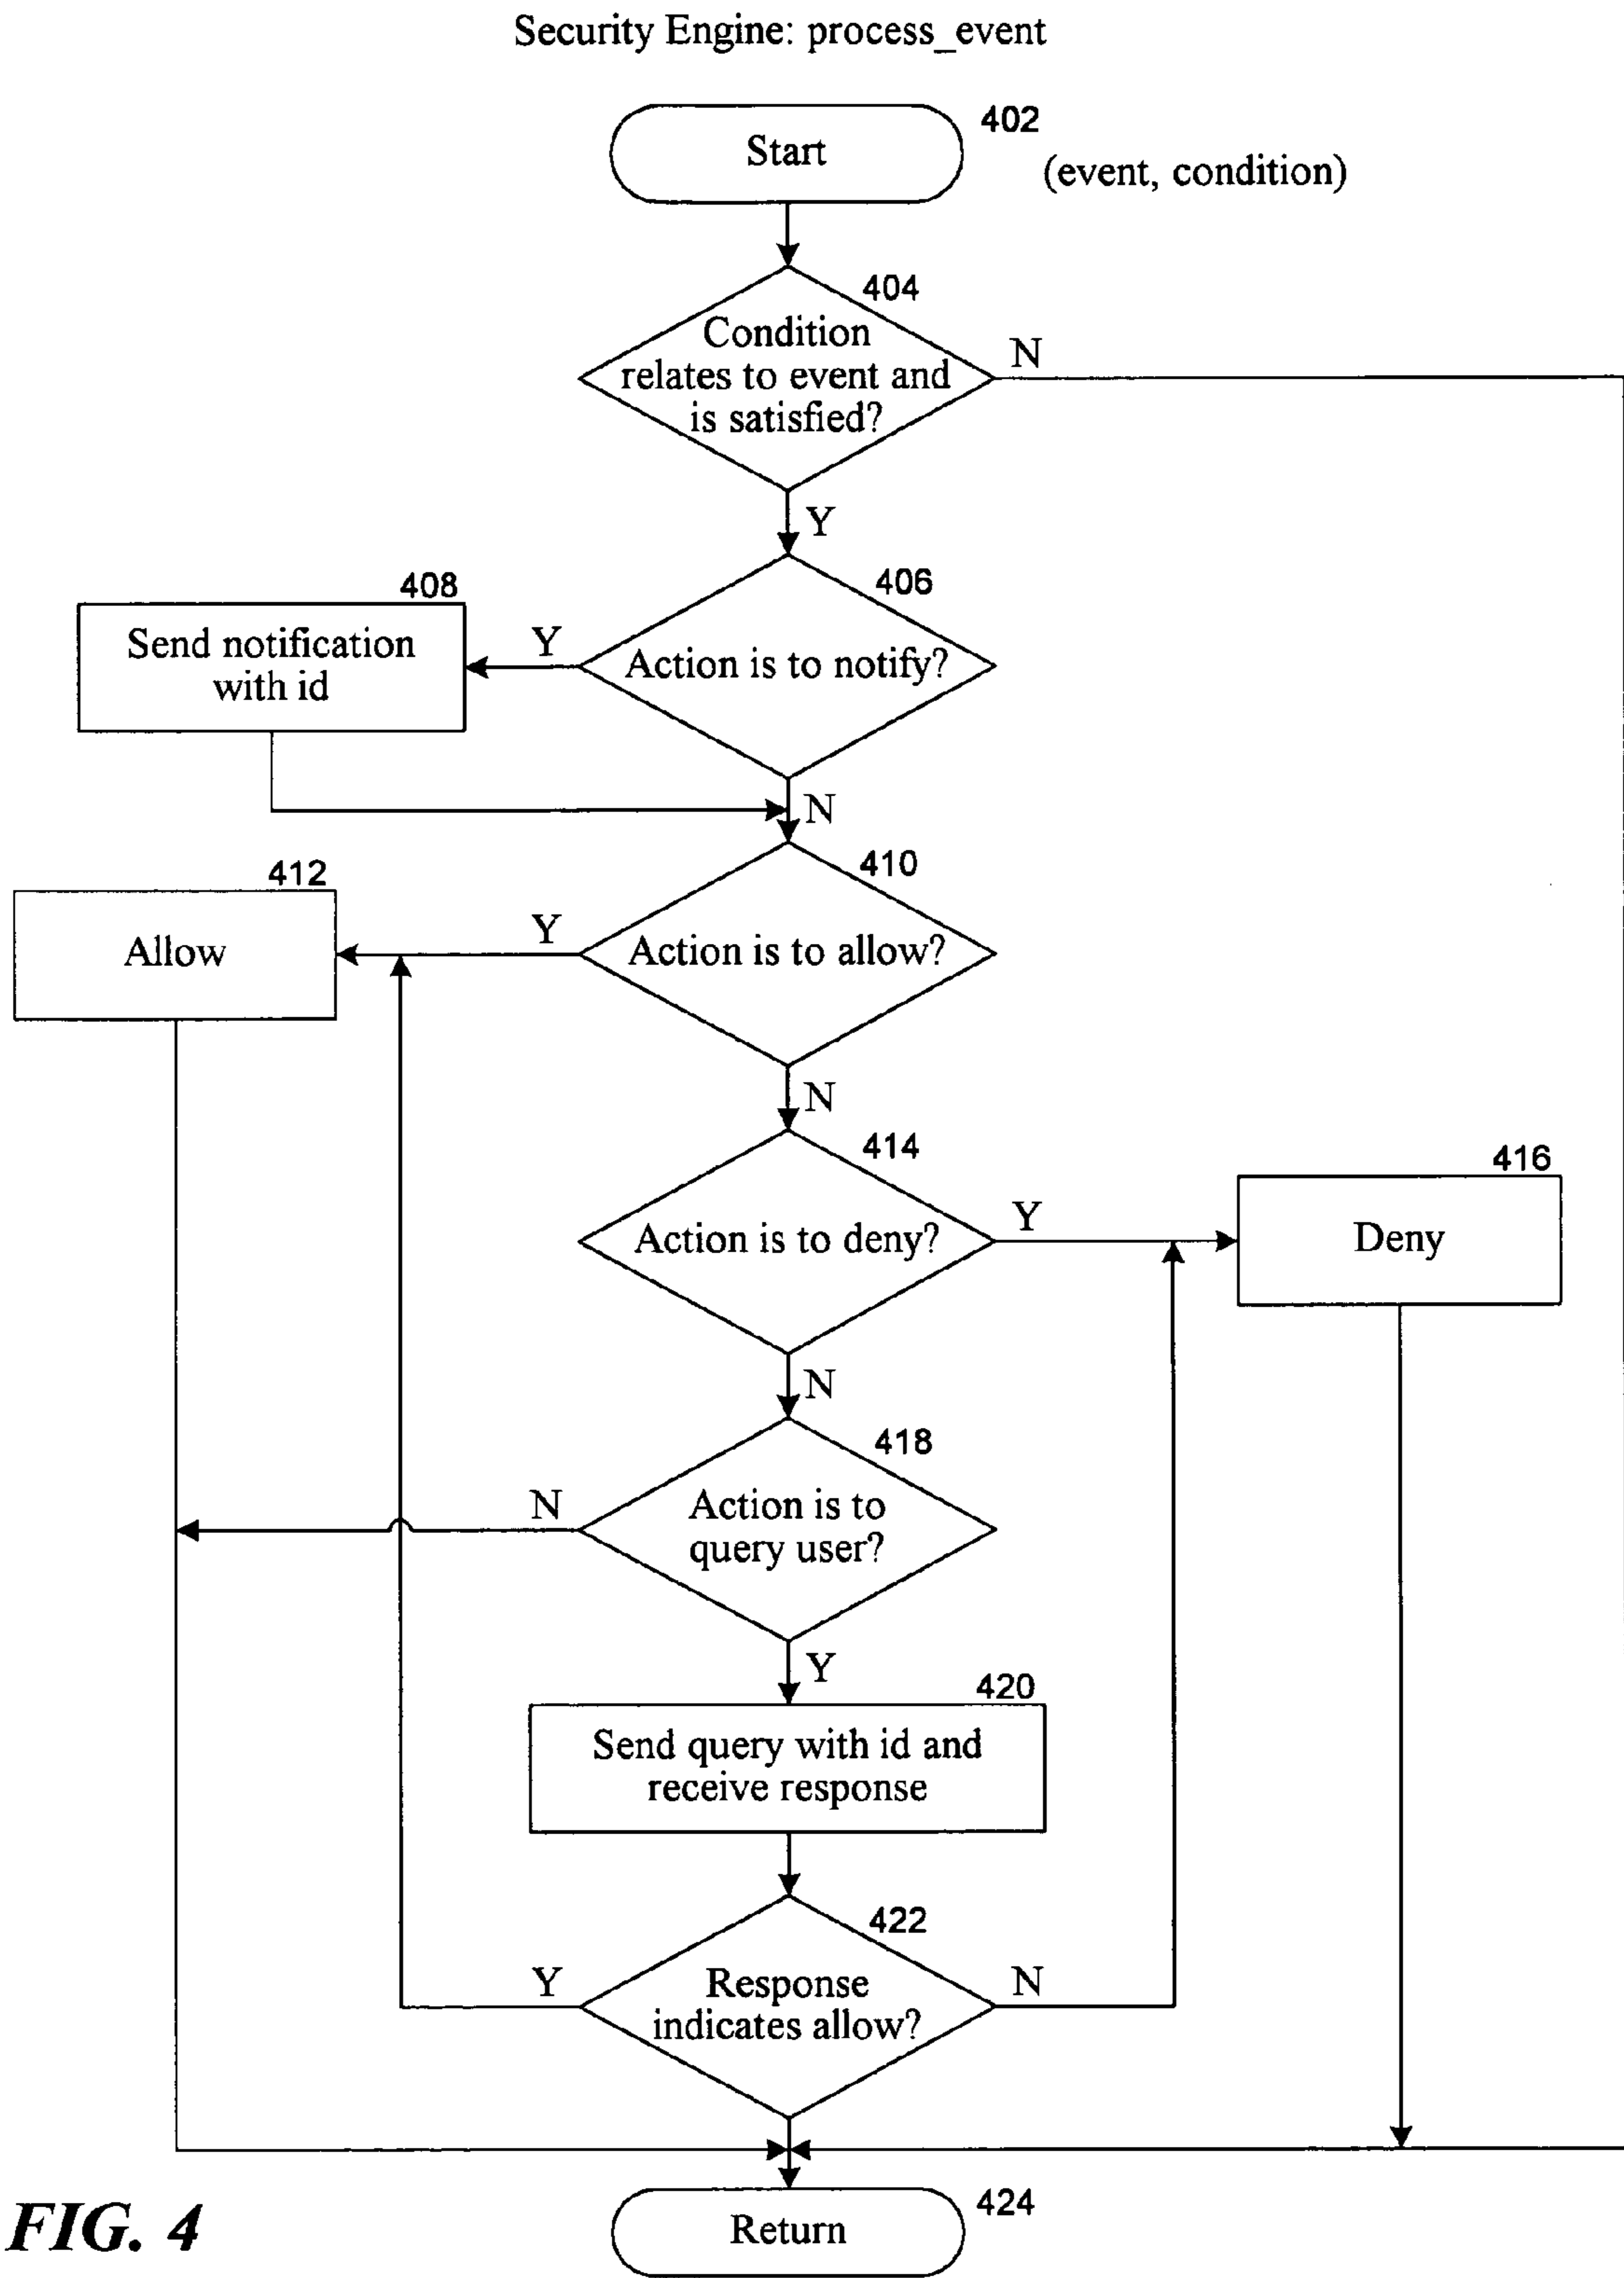 Security Engine: process_event
402
Start
(event, condition)
404
Condition
relates to event and
is satisfied?
N
Y
406
408
Send notification
with id
Y
Action is to notify?
N
410
412
Allow
Y
Action is to allow?
N
414
416
Action is to deny?
Y
Deny
N
418
N
Action is to
query user?
Y
420
Send query with id and
receive response
422
Y
Response
indicates allow?
N
424
Return
FIG. 4